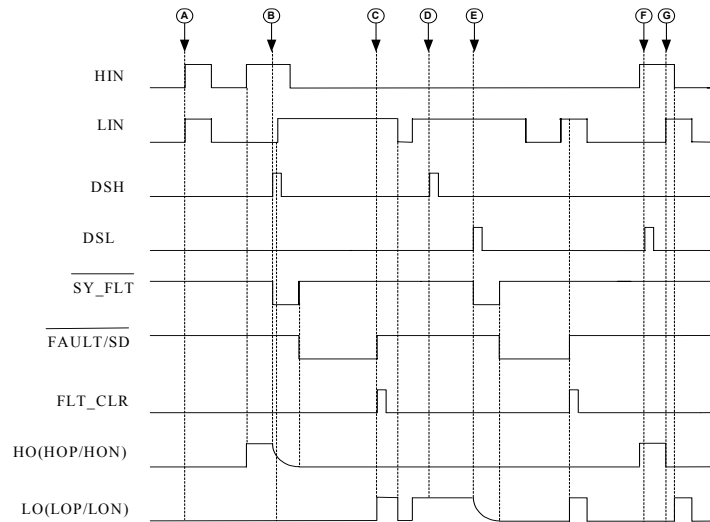 A B C D E F G
HIN
LIN
DSH
DSL
SY_FLT
FAULT/SD
FLT_CLR
HO(HOP/HON)
LO(LOP/LON)